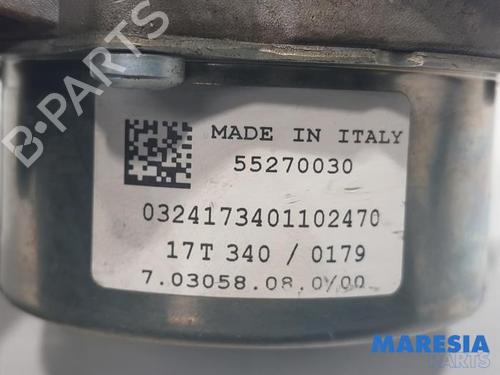 B-PARTS
MADE IN ITALY
55270030
0324173401102470
17T 340 / 0179
7.03058.08.0/00
MARESIA
PARTS